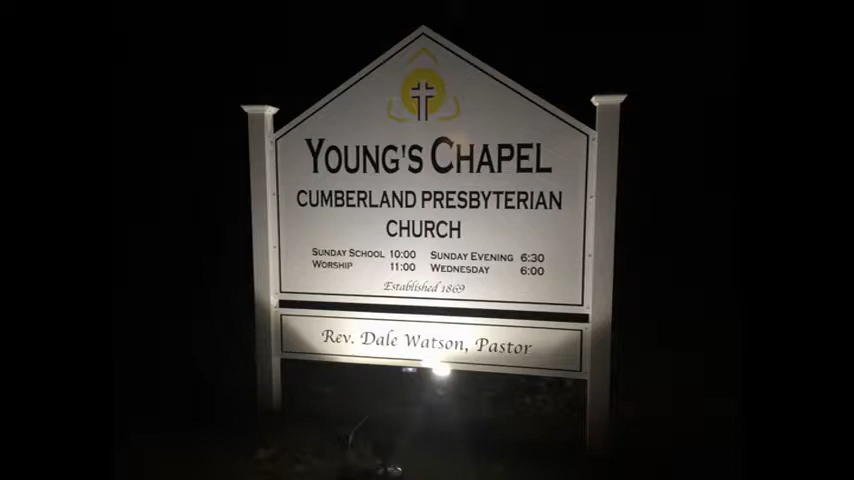 YOUNG'S CHAPEL
CUMBERLAND PRESBYTERIAN
CHURCH
SUNDAY SCHOOL 10:00 SUNDAY EVENING 6:30
WORSHIP 11:00 WEDNESDAY 6:00
Established 1869
Rev. Dale Watson, Pastor